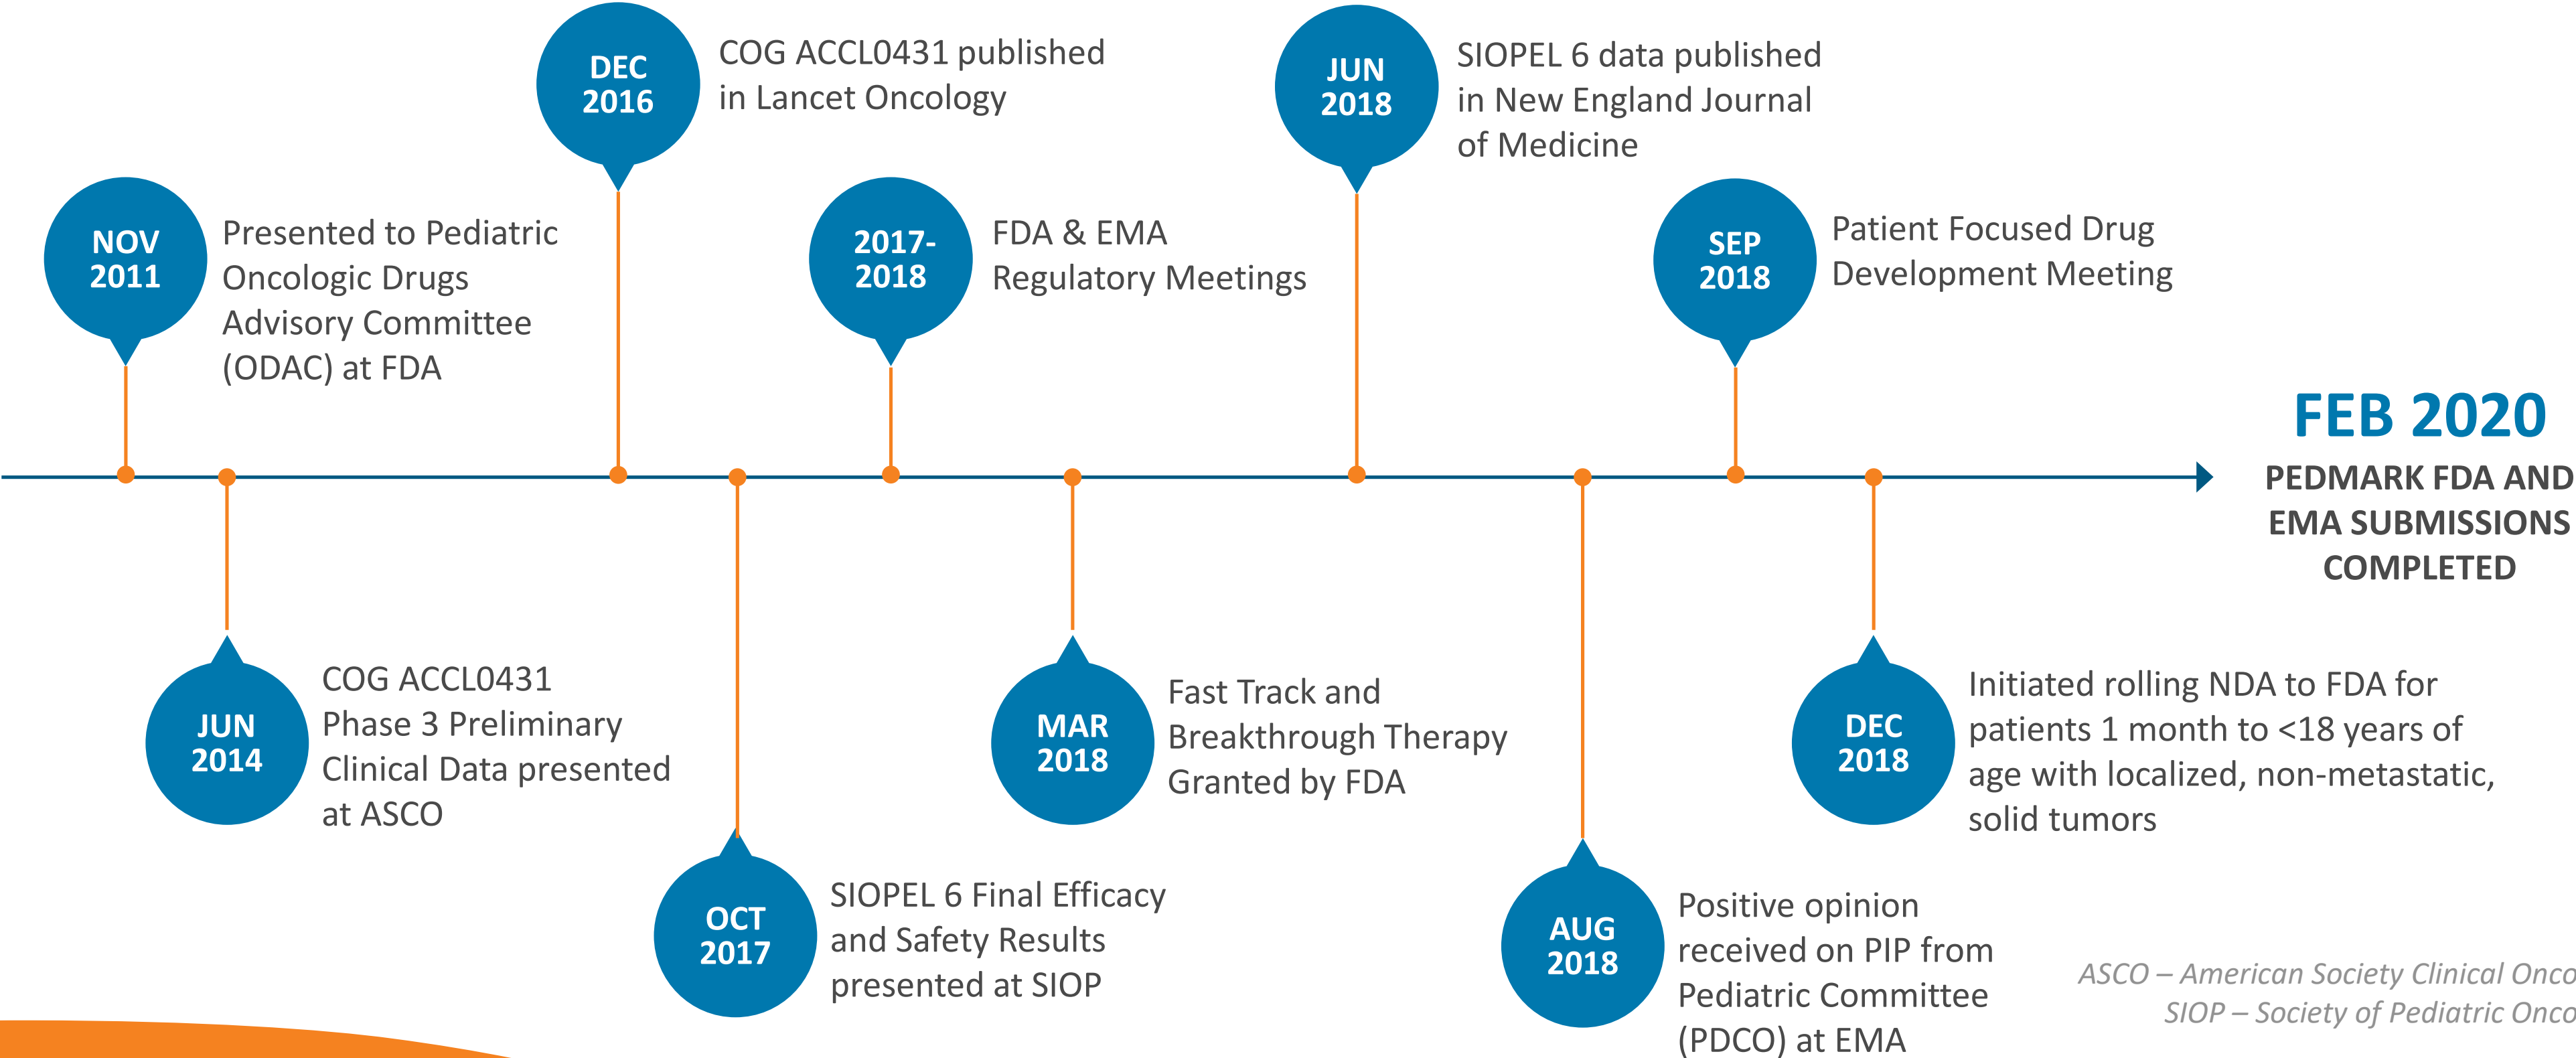 NOV
2011
Presented to Pediatric
Oncologic Drugs
Advisory Committee
(ODAC) at FDA
JUN
2014
COG ACCL0431
Phase 3 Preliminary
Clinical Data presented
at ASCO
DEC
2016
COG ACCL0431 published
in Lancet Oncology
OCT
2017
SIOPEL 6 Final Efficacy
and Safety Results
presented at SIOP
2017-
2018
FDA & EMA
Regulatory Meetings
MAR
2018
Fast Track and
Breakthrough Therapy
Granted by FDA
JUN
2018
SIOPEL 6 data published
in New England Journal
of Medicine
AUG
2018
Positive opinion
received on PIP from
Pediatric Committee
(PDCO) at EMA
SEP
2018
Patient Focused Drug
Development Meeting
DEC
2018
Initiated rolling NDA to FDA for
patients 1 month to <18 years of
age with localized, non-metastatic,
solid tumors
FEB 2020
PEDMARK FDA AND
EMA SUBMISSIONS
COMPLETED
ASCO – American Society Clinical Onco
SIOP – Society of Pediatric Onco